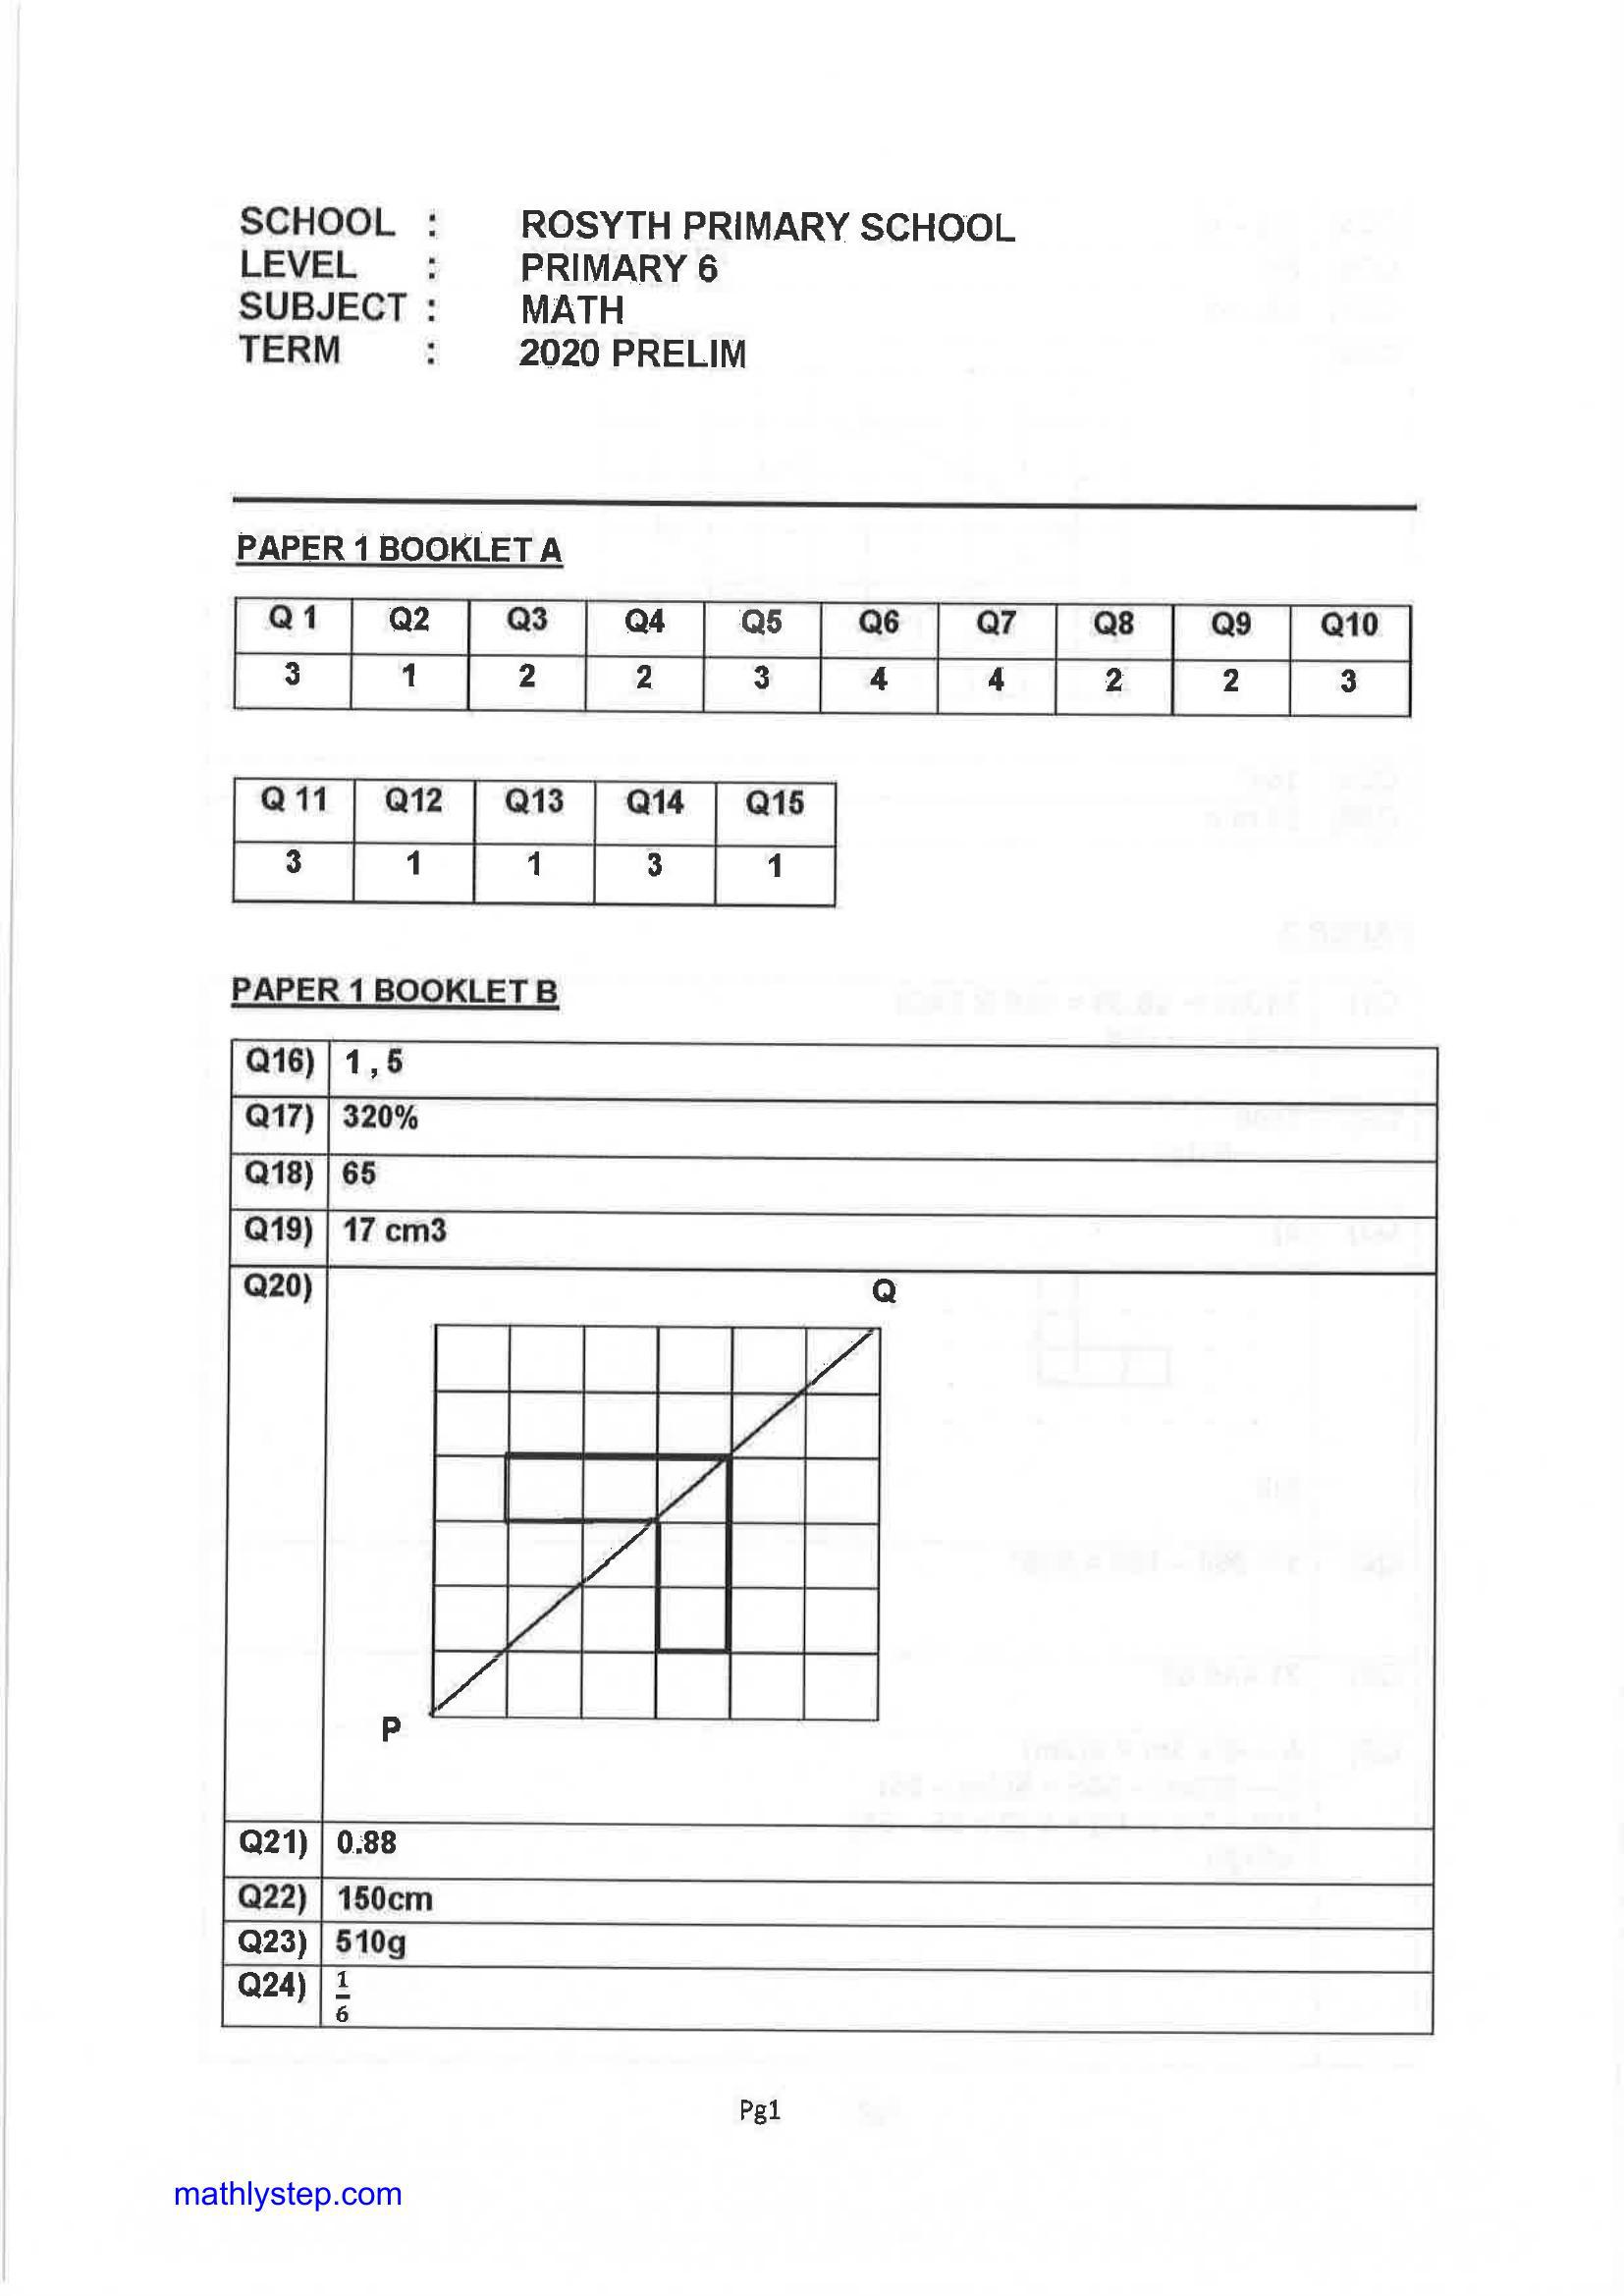 SCHOOL : ROSYTH PRIMARY SCHOOL
LEVEL : PRIMARY 6
SUBJECT : MATH
TERM : 2020 PRELIM
PAPER 1 BOOKLET A
Q 1 Q2 Q3 Q4 Q5 Q6 Q7 Q8 Q9 Q10
3 1 2 2 3 4 4 2 2 3
Q 11 Q12 Q13 Q14 Q15
3 1 1 3 1
PAPER 1 BOOKLET B
Q16) 1 , 5
Q17) 320%
Q18) 65
Q19) 17 cm3
Q20)
Q
P
Q21) 0.88
Q22) 150cm
Q23) 510g
Q24) 1/6
Pg1
mathlystep.com